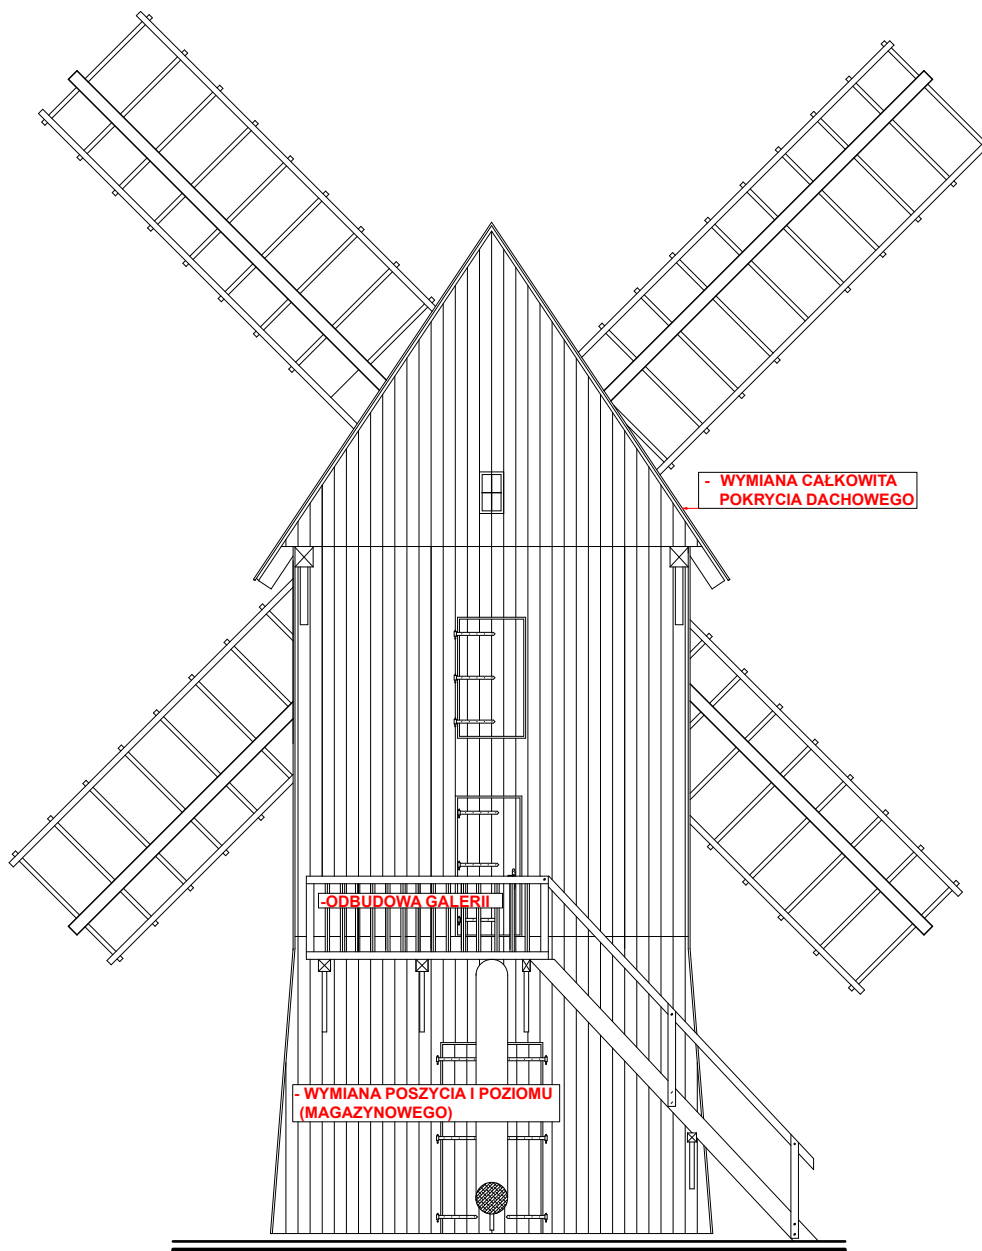 - WYMIANA CAŁKOWITA
POKRYCIA DACHOWEGO
-ODBUDOWA GALERII
- WYMIANA POSZYCIA I POZIOMU
(MAGAZYNOWEGO)